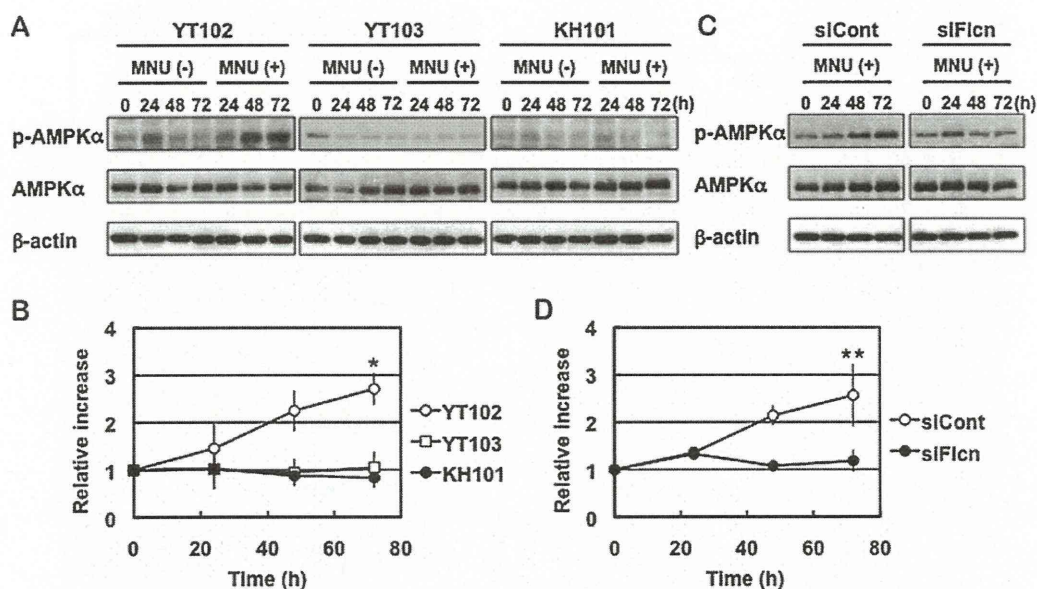 A
YT102 YT103 KH101
MNU (-) MNU (+) MNU (-) MNU (+) MNU (-) MNU (+)
0 24 48 72 24 48 72 0 24 48 72 24 48 72 0 24 48 72 24 48 72(h)
p-AMPKα
AMPKα
β-actin
C
siCont siFlcn
MNU (+) MNU (+)
0 24 48 72 0 24 48 72(h)
p-AMPKα
AMPKα
β-actin
B
Relative increase
4
3
2
1
0
*
0 20 40 60 80
Time (h)
YT102
YT103
KH101
D
Relative increase
4
3
2
1
0
**
0 20 40 60 80
Time (h)
siCont
siFlcn